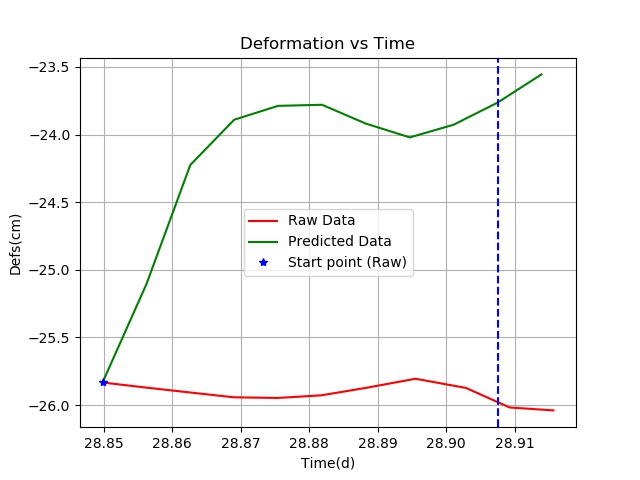 Deformation vs Time
−23.5
−24.0
−24.5
−25.0
−25.5
−26.0
Defs(cm)
Raw Data
Predicted Data
Start point (Raw)
28.85 28.86 28.87 28.88 28.89 28.90 28.91
Time(d)